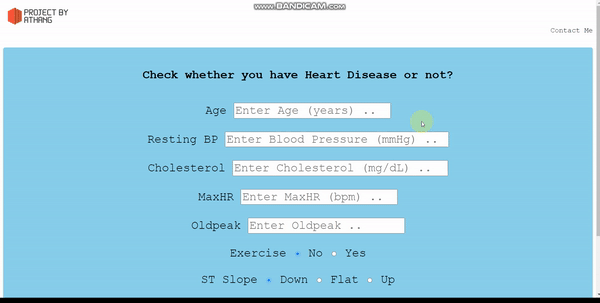 www.BANDICAM.com
PROJECT BY
ATHANG
Contact Me
Check whether you have Heart Disease or not?
Age Enter Age (years) ..
Resting BP Enter Blood Pressure (mmHg) ..
Cholesterol Enter Cholesterol (mg/dL) ..
MaxHR Enter MaxHR (bpm) ..
Oldpeak Enter Oldpeak ..
Exercise No Yes
ST Slope Down Flat Up